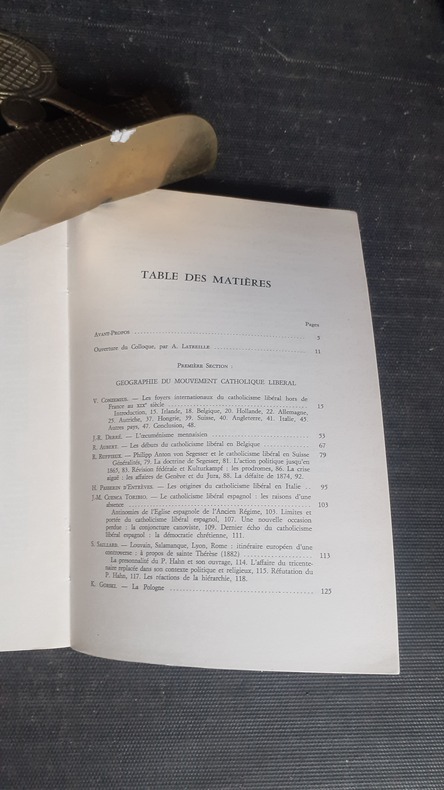 TABLE DES MATIÈRES
Pages
AVANT-PROPOS 5
Ouverture du Colloque, par A. LATREILLE 11
PREMIÈRE SECTION :
GÉOGRAPHIE DU MOUVEMENT CATHOLIQUE LIBÉRAL
V. CONZEMIUS. — Les foyers internationaux du catholicisme libéral hors de
France au XIXe siècle 15
Introduction, 15. Irlande, 18. Belgique, 20. Hollande, 22. Allemagne,
25. Autriche, 37. Hongrie, 39. Suisse, 40. Angleterre, 41. Italie, 45.
Autres pays, 47. Conclusion, 48.
J.-R. DERRÉ. — L'œcuménisme mennaisien 53
R. AUBERT. — Les débuts du catholicisme libéral en Belgique 67
E. RUFFIEUX. — Philipp Anton von Segesser et le catholicisme libéral en Suisse 79
Généralités, 79. La doctrine de Segesser, 81. L'action politique jusqu'en
1865, 83. Révision fédérale et Kulturkampf : les prodromes, 86. La crise
aiguë : les affaires de Genève et du Jura, 88. La défaite de 1874, 92.
H. PASSERIN D'ENTRÈVES. — Les origines du catholicisme libéral en Italie 95
J.-M. CUENCA TORIBIO. — Le catholicisme libéral espagnol : les raisons d'une
absence 103
Antinomies de l'Eglise espagnole de l'Ancien Régime, 103. Limites et
portée du catholicisme libéral espagnol, 107. Une nouvelle occasion
perdue : la conjoncture canoviste, 109. Dernier écho du catholicisme
libéral espagnol : la démocratie chrétienne, 111.
S. SAILLARD. — Louvain, Salamanque, Lyon, Rome : itinéraire européen d'une
controverse : à propos de sainte Thérèse (1882) 113
La personnalité du P. Hahn et son ouvrage, 114. L'affaire du tricente-
naire replacée dans son contexte politique et religieux, 115. Réfutation du
P. Hahn, 117. Les réactions de la hiérarchie, 118.
K. GORSKI. — La Pologne 125